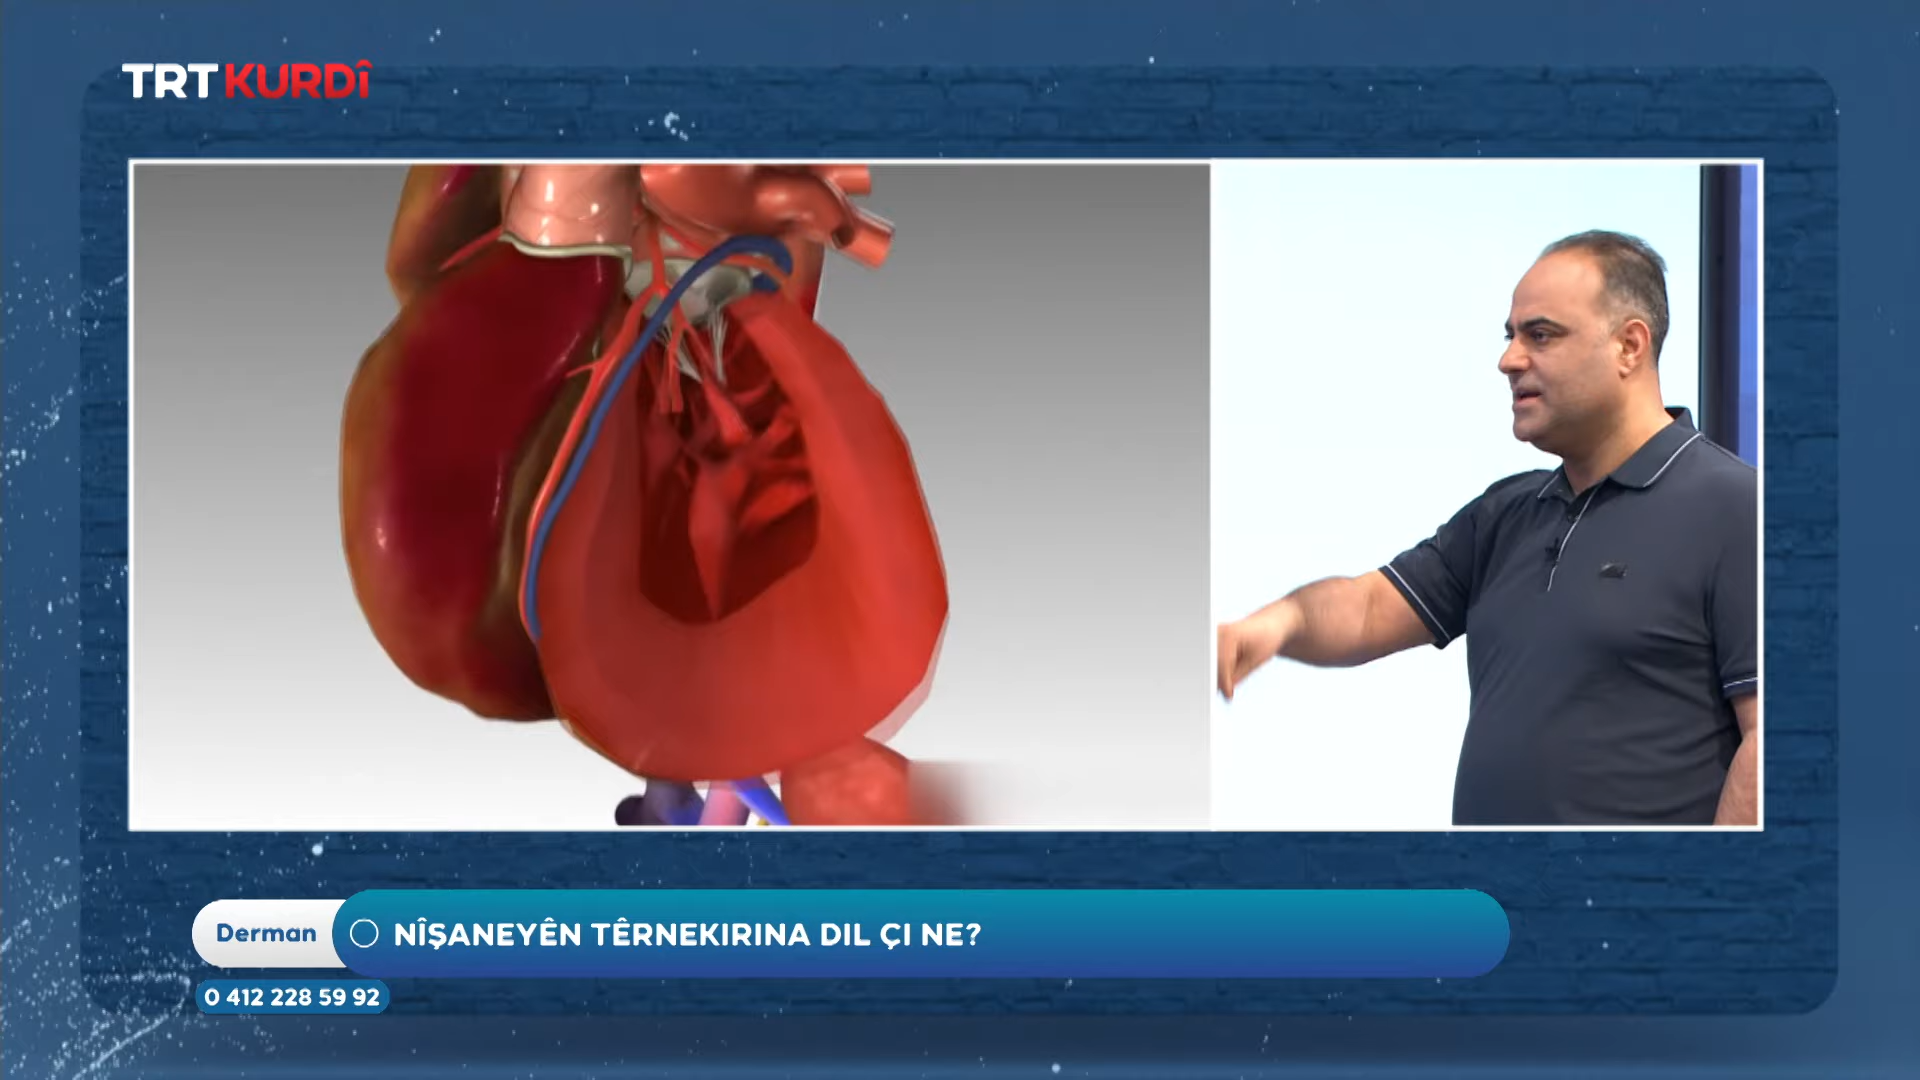 TRT KURDÎ
Derman
NÎŞANEYÊN TÊRNEKIRINA DIL ÇI NE?
0 412 228 59 92